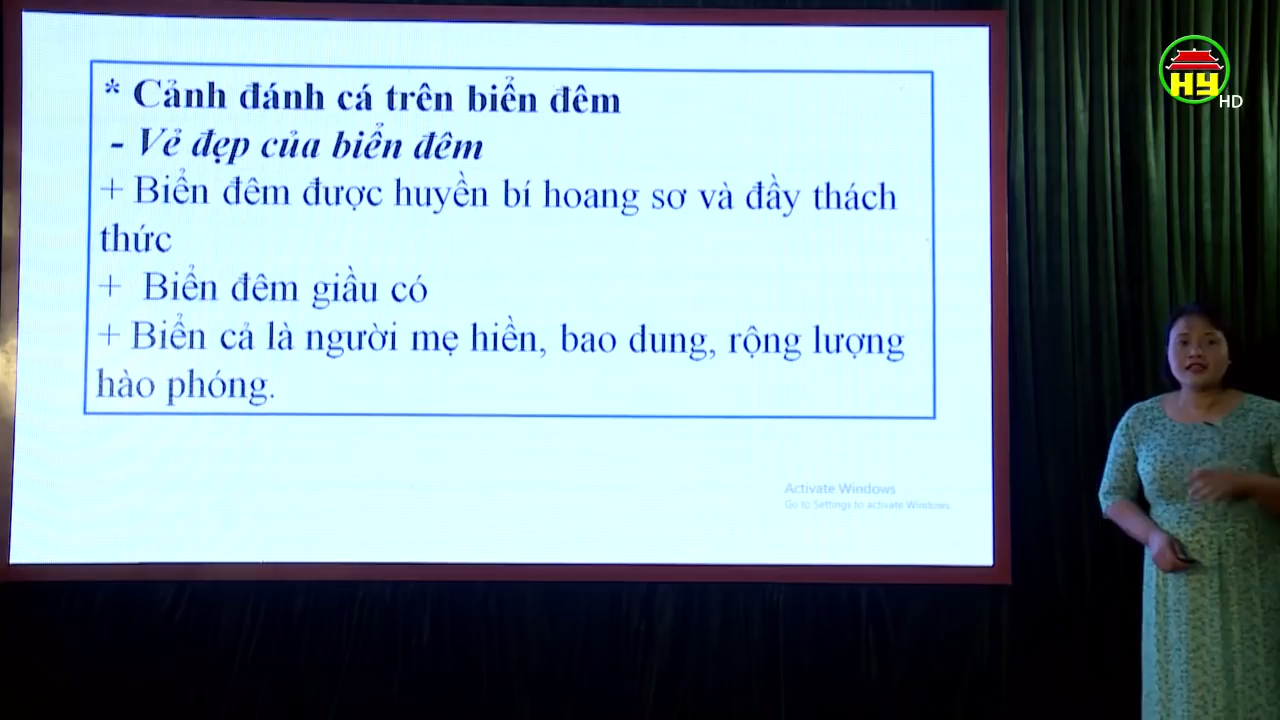 * Cảnh đánh cá trên biển đêm
- Vẻ đẹp của biển đêm
+ Biển đêm được huyền bí hoang sơ và đầy thách
thức
+ Biển đêm giầu có
+ Biển cả là người mẹ hiền, bao dung, rộng lượng
hào phóng.
Activate Windows
Go to Settings to activate Windows.
HY
HD